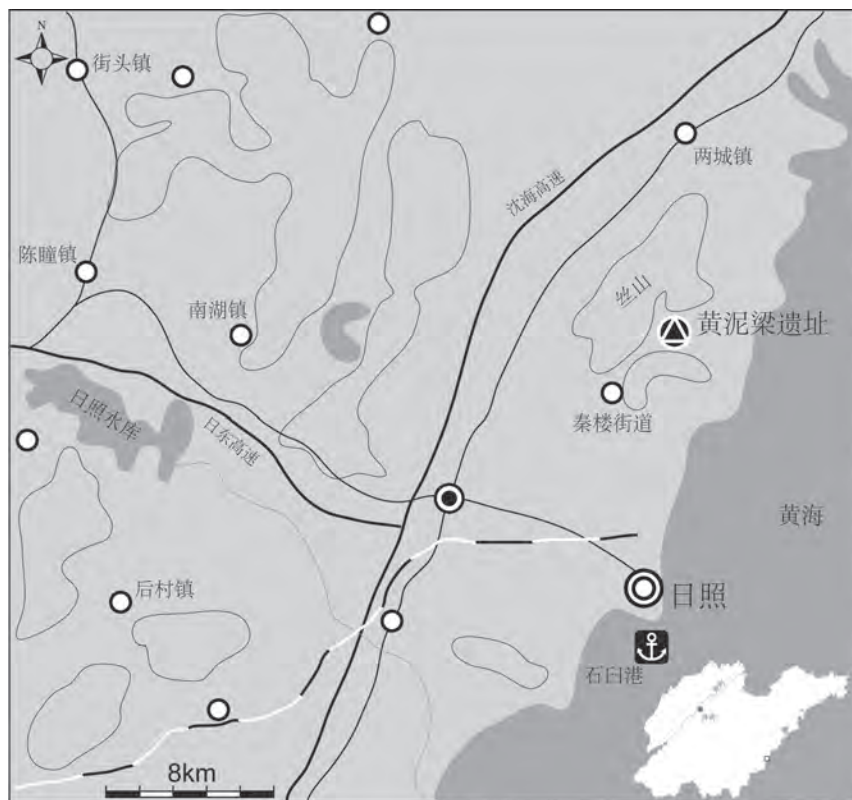 N
街头镇
两城镇
沈海高速
陈疃镇
丝山
南湖镇
黄泥梁遗址
日照水库
秦楼街道
日东高速
黄海
后村镇
日照
石臼港
8km